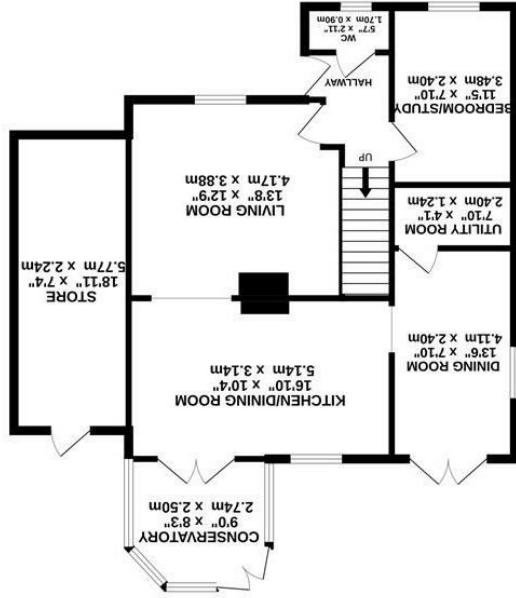 CONSERVATORY
9'0" x 8'3"
2.74m x 2.50m
KITCHEN/DINING ROOM
16'10" x 10'4"
5.14m x 3.14m
DINING ROOM
13'6" x 7'10"
4.11m x 2.40m
STORE
18'11" x 7'4"
5.77m x 2.24m
UTILITY ROOM
7'10" x 4'1"
2.40m x 1.24m
LIVING ROOM
13'8" x 12'9"
4.17m x 3.88m
UP
BEDROOM/STUDY
11'5" x 7'10"
3.48m x 2.40m
HALLWAY
WC
5'7" x 2'11"
1.70m x 0.90m